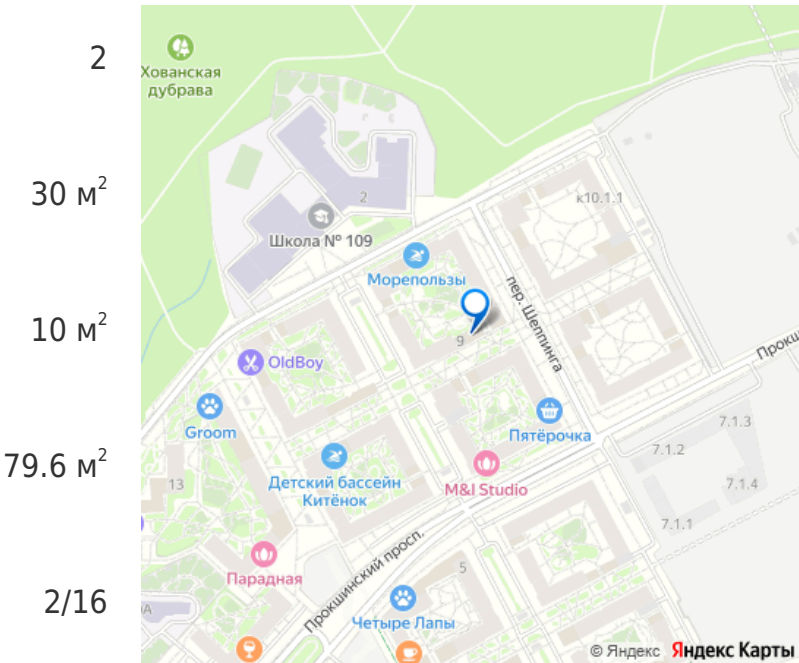 2
30 м²
10 м²
79.6 м²
2/16
Хованская
дубрава
2
Школа № 109
к10.1.1
Морепользы
пер. Шеппинга
9
OldBoy
Groom
Пятёрочка
7.1.3
7.1.2
7.1.4
7.1.1
Детский бассейн
Китёнок
M&I Studio
13
Парадная
Прокшинский просп.
5
Четыре Лапы
© Яндекс Яндекс Карты